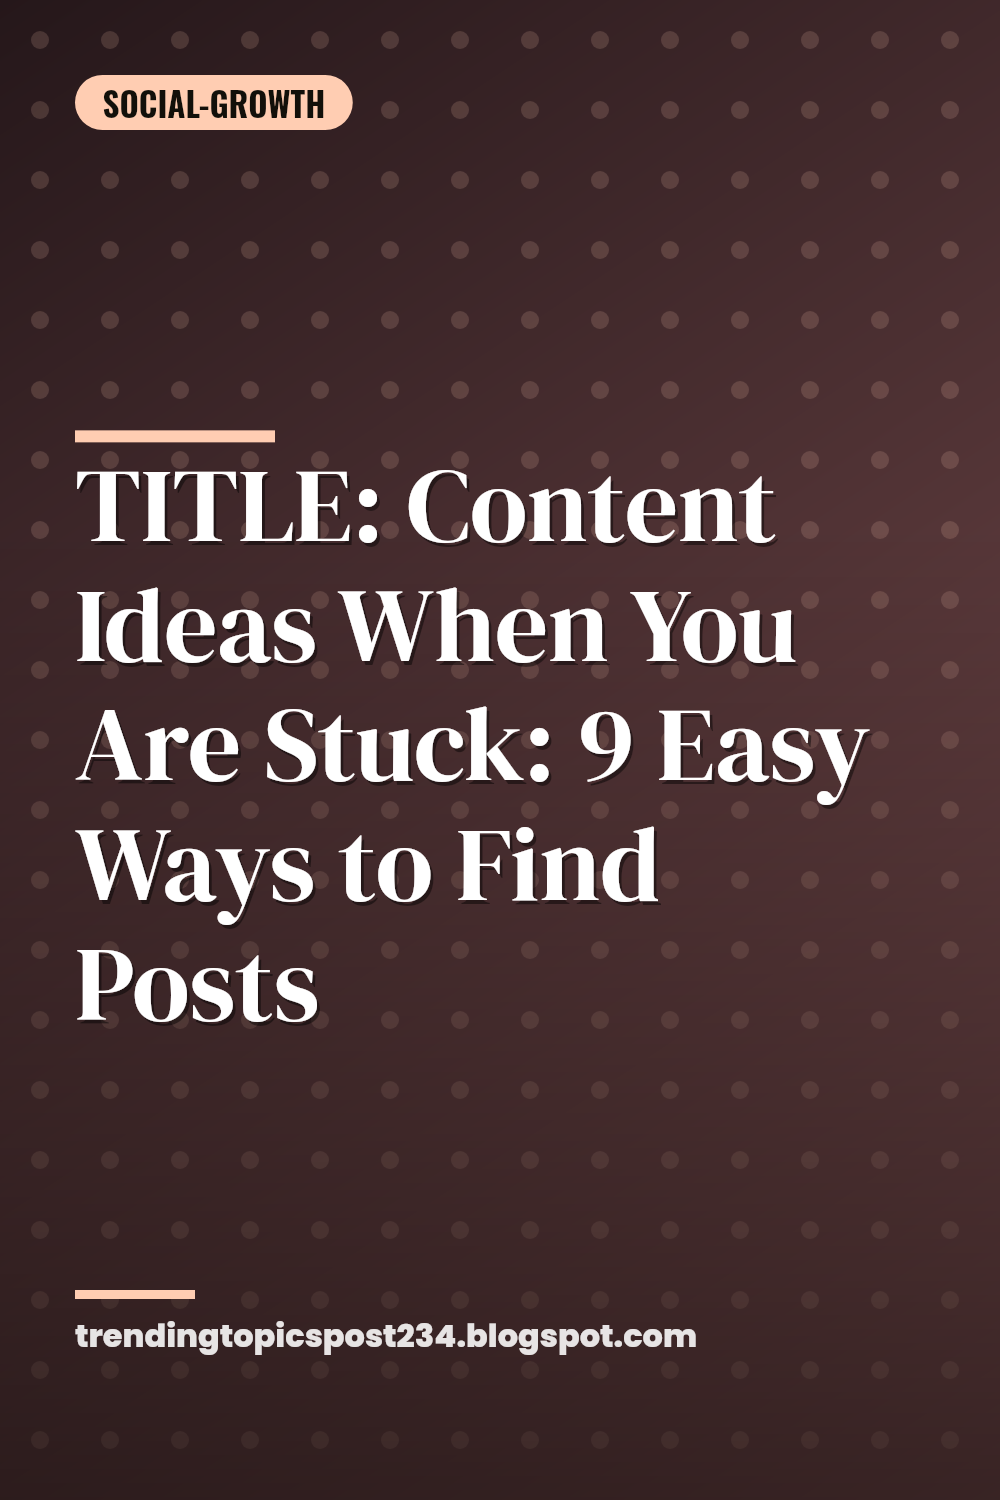 SOCIAL-GROWTH
TITLE: Content
Ideas When You
Are Stuck: 9 Easy
Ways to Find
Posts
trendingtopicspost234.blogspot.com